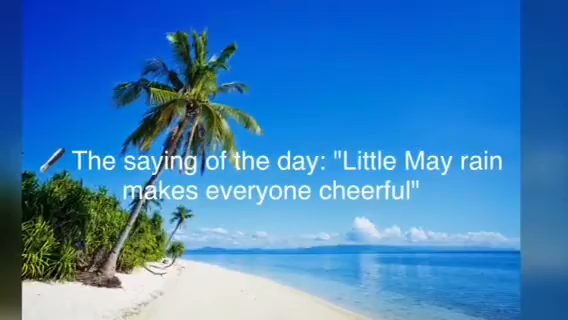 The saying of the day: "Little May rain
makes everyone cheerful"